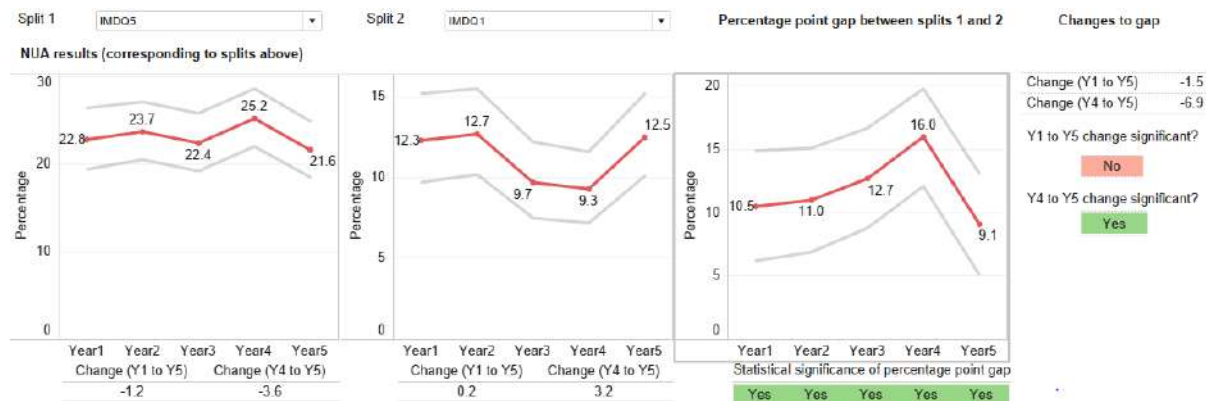 Split 1 IMDQ5 Split 2 IMDQ1 Percentage point gap between splits 1 and 2 Changes to gap
NUA results (corresponding to splits above)
30
22.8 23.7 22.4 25.2 21.6
20
10
0
Percentage
Year1 Year2 Year3 Year4 Year5
Change (Y1 to Y5) Change (Y4 to Y5)
-1.2 -3.6
15
12.3 12.7 9.7 9.3 12.5
10
5
0
Percentage
Year1 Year2 Year3 Year4 Year5
Change (Y1 to Y5) Change (Y4 to Y5)
0.2 3.2
20
15
10.5 11.0 12.7 16.0 9.1
10
5
0
Percentage
Year1 Year2 Year3 Year4 Year5
Statistical significance of percentage point gap
Yes Yes Yes Yes Yes
Change (Y1 to Y5) -1.5
Change (Y4 to Y5) -6.9
Y1 to Y5 change significant?
No
Y4 to Y5 change significant?
Yes